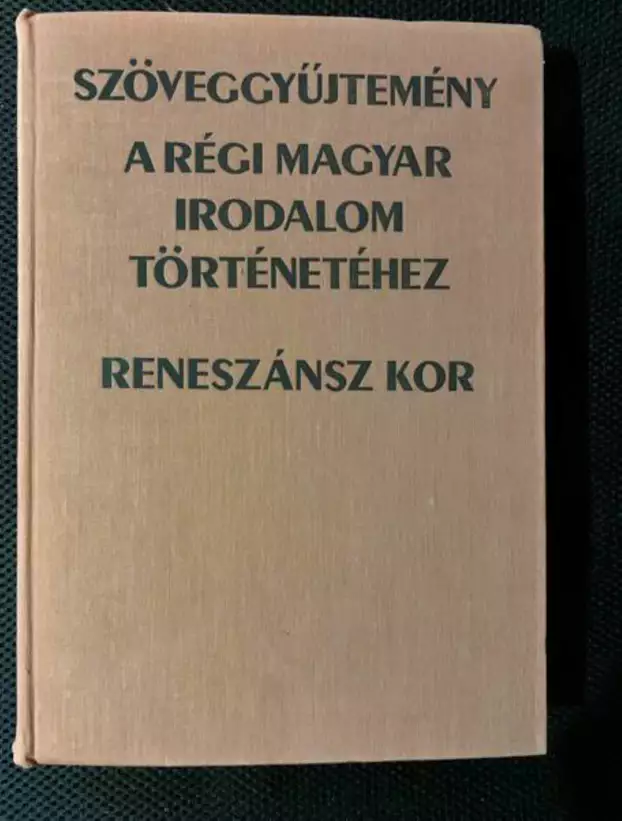 SZÖVEGGYŰJTEMÉNY
A RÉGI MAGYAR
IRODALOM
TÖRTÉNETÉHEZ
RENESZÁNSZ KOR